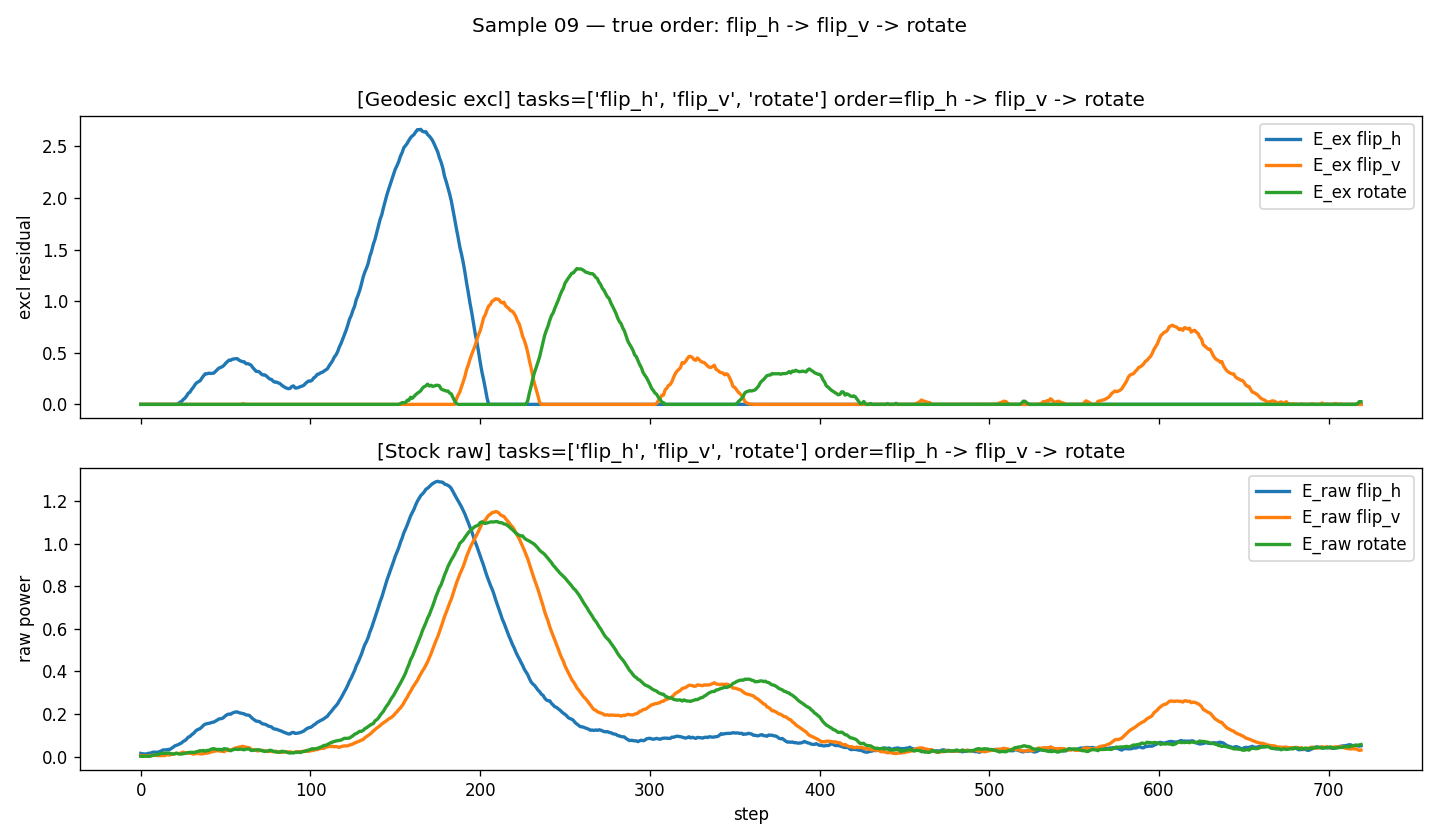 Sample 09 — true order: flip_h -> flip_v -> rotate
[Geodesic excl] tasks=['flip_h', 'flip_v', 'rotate'] order=flip_h -> flip_v -> rotate
excl residual
2.5
2.0
1.5
1.0
0.5
0.0
E_ex flip_h
E_ex flip_v
E_ex rotate
[Stock raw] tasks=['flip_h', 'flip_v', 'rotate'] order=flip_h -> flip_v -> rotate
raw power
1.2
1.0
0.8
0.6
0.4
0.2
0.0
E_raw flip_h
E_raw flip_v
E_raw rotate
0 100 200 300 400 500 600 700
step